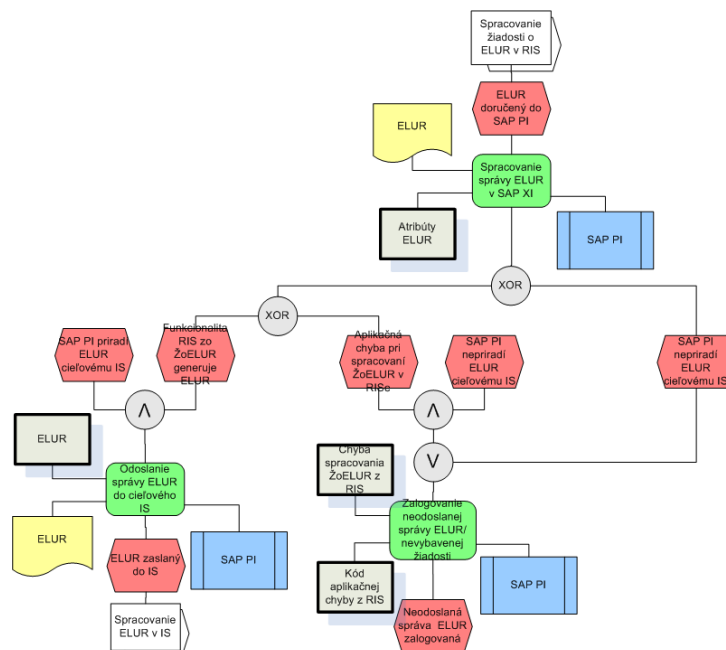 Spracovanie
žiadosti o
ELUR v RIS
ELUR
doručený do
SAP PI
ELUR
Spracovanie
správy ELUR
v SAP XI
Atribúty
ELUR
SAP PI
XOR
XOR
SAP PI priradí
ELUR
cieľovému IS
Funkcionalita
RIS zo
ŽoELUR
generuje
ELUR
Aplikačná
chyba pri
spracovaní
ŽoELUR v
RISe
SAP PI
nepriradí
ELUR
cieľovému IS
SAP PI
nepriradí
ELUR
cieľovému IS
Λ
Λ
ELUR
Chyba
spracovania
ŽoELUR z
RIS
V
Odoslanie
správy ELUR
do cieľového
IS
Zalogovanie
neodoslanej
správy ELUR/
nevybavenej
žiadosti
ELUR
ELUR zaslaný
do IS
SAP PI
Kód
aplikačnej
chyby z RIS
SAP PI
Spracovanie
ELUR v IS
Neodoslaná
správa ELUR
zalogovaná